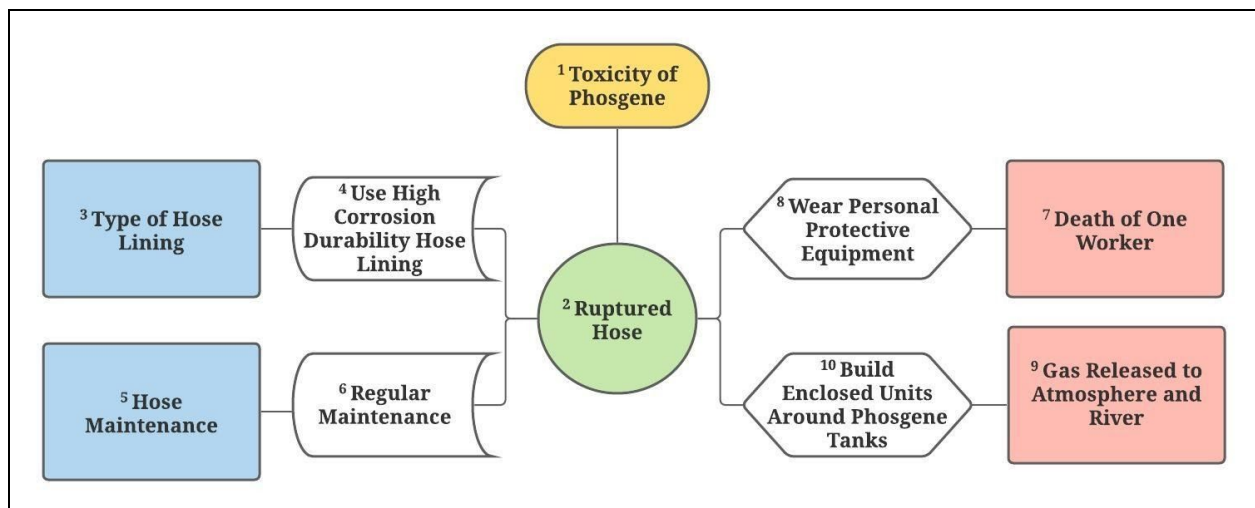 1 Toxicity of
Phosgene
2 Ruptured
Hose
3 Type of Hose
Lining
4 Use High
Corrosion
Durability Hose
Lining
5 Hose
Maintenance
6 Regular
Maintenance
8 Wear Personal
Protective
Equipment
7 Death of One
Worker
10 Build
Enclosed Units
Around Phosgene
Tanks
9 Gas Released to
Atmosphere and
River